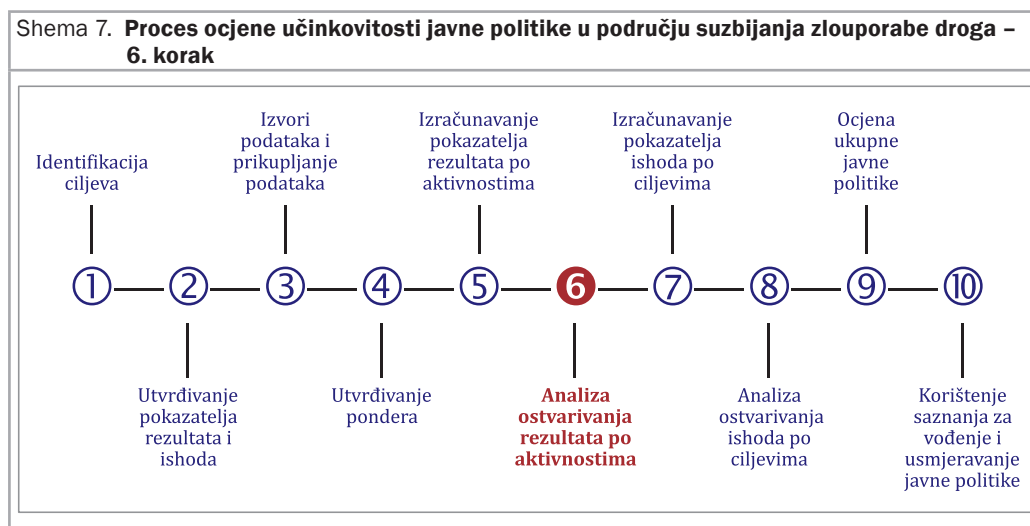 Shema 7. Proces ocjene učinkovitosti javne politike u području suzbijanja zlouporabe droga –
6. korak
Identifikacija
ciljeva
Izvori
podataka i
prikupljanje
podataka
Izračunavanje
pokazatelja
rezultata po
aktivnostima
Izračunavanje
pokazatelja
ishoda po
ciljevima
Ocjena
ukupne
javne
politike
1 2 3 4 5 6 7 8 9 10
Utvrđivanje
pokazatelja
rezultata i
ishoda
Utvrđivanje
pondera
Analiza
ostvarivanja
rezultata po
aktivnostima
Analiza
ostvarivanja
ishoda po
ciljevima
Korištenje
saznanja za
vođenje i
usmjeravanje
javne politike